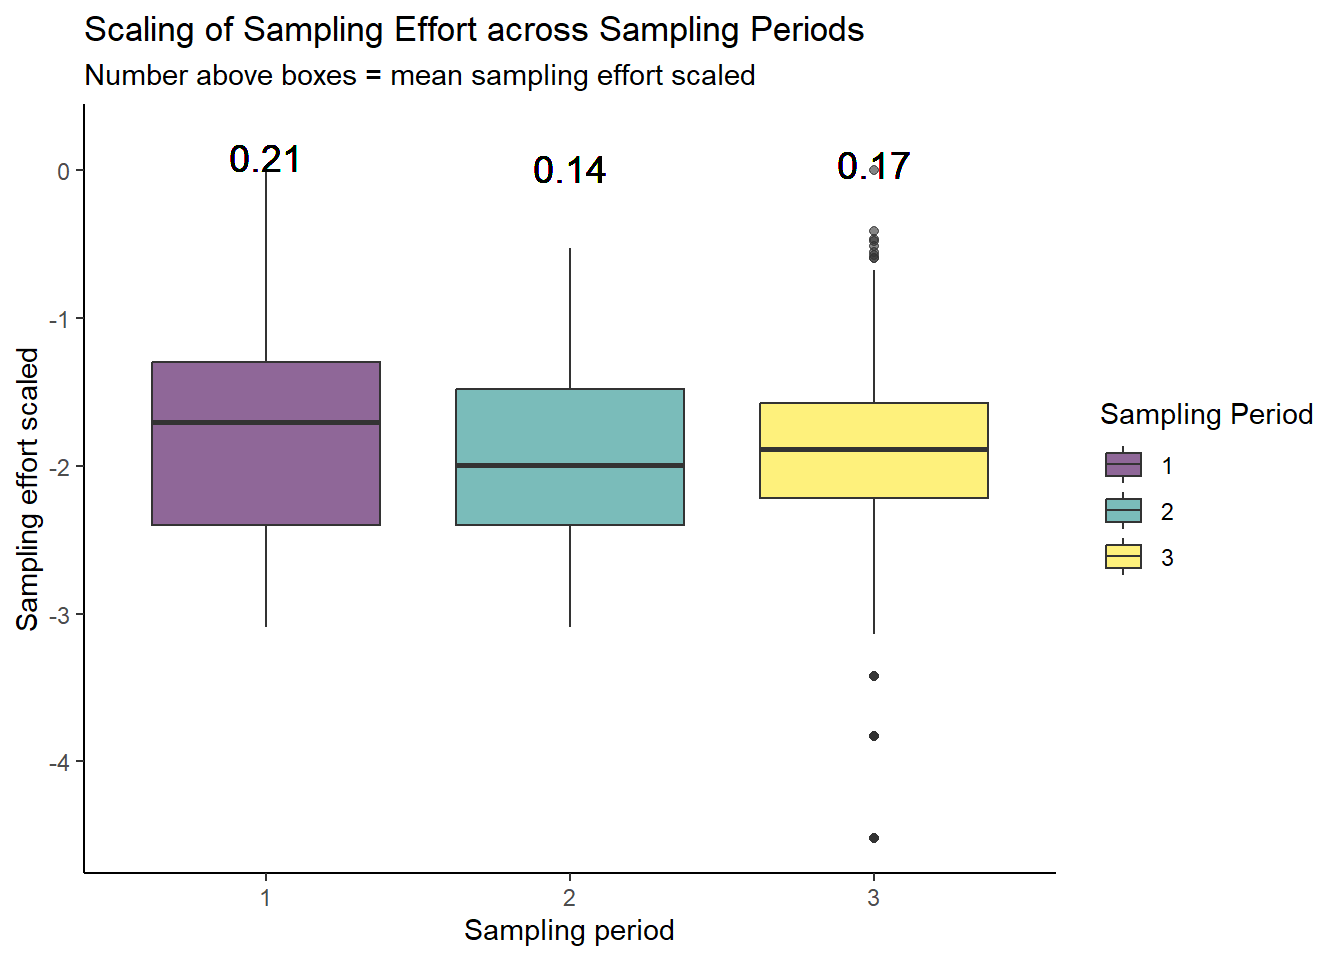 Scaling of Sampling Effort across Sampling Periods
Number above boxes = mean sampling effort scaled
0.21
0.14
0.17
0
-1
-2
-3
-4
Sampling effort scaled
1
2
3
Sampling period
Sampling Period
1
2
3